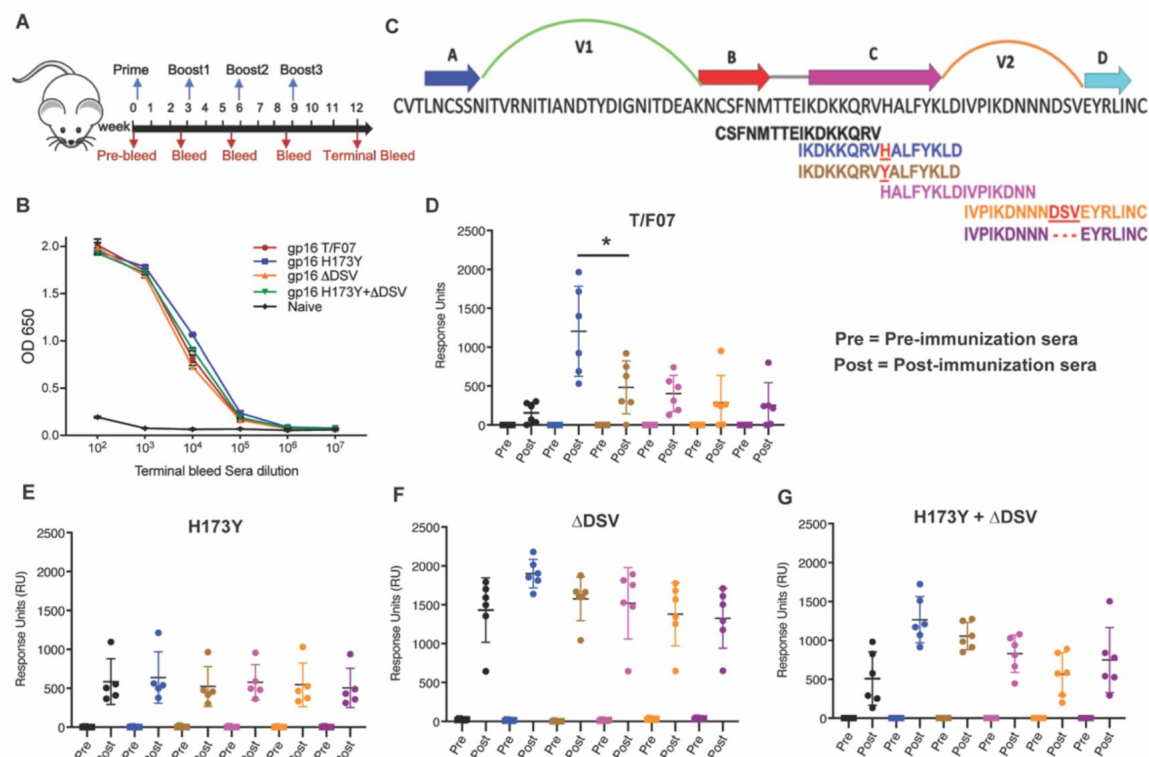 A
Prime Boost1 Boost2 Boost3
0 1 2 3 4 5 6 7 8 9 10 11 12
week
Pre-bleed Bleed Bleed Bleed Terminal Bleed
B
OD 650
2.0
1.5
1.0
0.5
0.0
10² 10³ 10⁴ 10⁵ 10⁶ 10⁷
Terminal bleed Sera dilution
gp16 T/F07
gp16 H173Y
gp16 ΔDSV
gp16 H173Y+ΔDSV
Naive
C
A V1 B C V2 D
CVTLNCSSNITVRNITIANDTYDIGNITDEAKNCSFNMTTEIKDKKQRVHALFYKLDIVPIKDNNNDSVEYRLINC
CSFNMTTEIKDKKQRV
IKDKKQRVHALFYKLD
IKDKKQRVYALFYKLD
HALFYKLDIVPIKDNN
IVPIKDNNNDSVEYRLINC
IVPIKDNNN---EYRLINC
D
T/F07
Response Units
2500
2000
1500
1000
500
0
*
Pre Post Pre Post Pre Post Pre Post Pre Post Pre Post
Pre = Pre-immunization sera
Post = Post-immunization sera
E
H173Y
Response Units (RU)
2500
2000
1500
1000
500
0
Pre Post Pre Post Pre Post Pre Post Pre Post Pre Post
F
ΔDSV
Response Units (RU)
2500
2000
1500
1000
500
0
Pre Post Pre Post Pre Post Pre Post Pre Post Pre Post
G
H173Y + ΔDSV
Response Units (RU)
2500
2000
1500
1000
500
0
Pre Post Pre Post Pre Post Pre Post Pre Post Pre Post